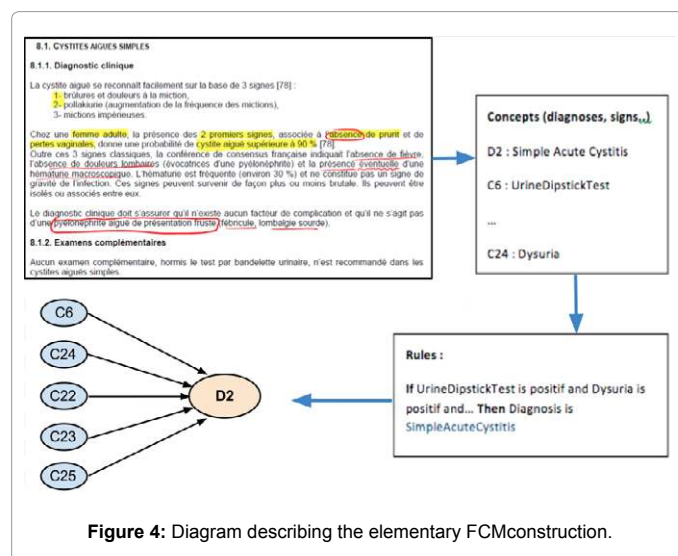 8.1. CYSTITES AIGUES SIMPLES
8.1.1. Diagnostic clinique
La cystite aiguë se reconnaît facilement sur la base de 3 signes [78] :
1- brûlures et douleurs à la miction,
2- pollakiurie (augmentation de la fréquence des mictions),
3- mictions impérieuses.
Chez une femme adulte, la présence des 2 premiers signes, associée à l'absence de prurit et de
pertes vaginales, donne une probabilité de cystite aiguë supérieure à 90 % [78]
Outre ces 3 signes classiques, la conférence de consensus française indiquait l'absence de fièvre,
l'absence de douleurs lombaires (évocatrices d'une pyélonéphrite) et la présence éventuelle d'une
hématurie macroscopique. L'hématurie est fréquente (environ 30 %) et ne constitue pas un signe de
gravité de l'infection. Ces signes peuvent survenir de façon plus ou moins brutale. Ils peuvent être
isolés ou associés entre eux.
Le diagnostic clinique doit s'assurer qu'il n'existe aucun facteur de complication et qu'il ne s'agit pas
d'une pyélonéphrite aiguë de présentation fruste (fébricule, lombalgie sourde).
8.1.2. Examens complémentaires
Aucun examen complémentaire, hormis le test par bandelette urinaire, n'est recommandé dans les
cystites aiguës simples.
Concepts (diagnoses, signs,..)
D2 : Simple Acute Cystitis
C6 : UrineDipstickTest
...
C24 : Dysuria
Rules :
If UrineDipstickTest is positif and Dysuria is
positif and... Then Diagnosis is
SimpleAcuteCystitis
C6
C24
C22
C23
C25
D2
Figure 4: Diagram describing the elementary FCMconstruction.